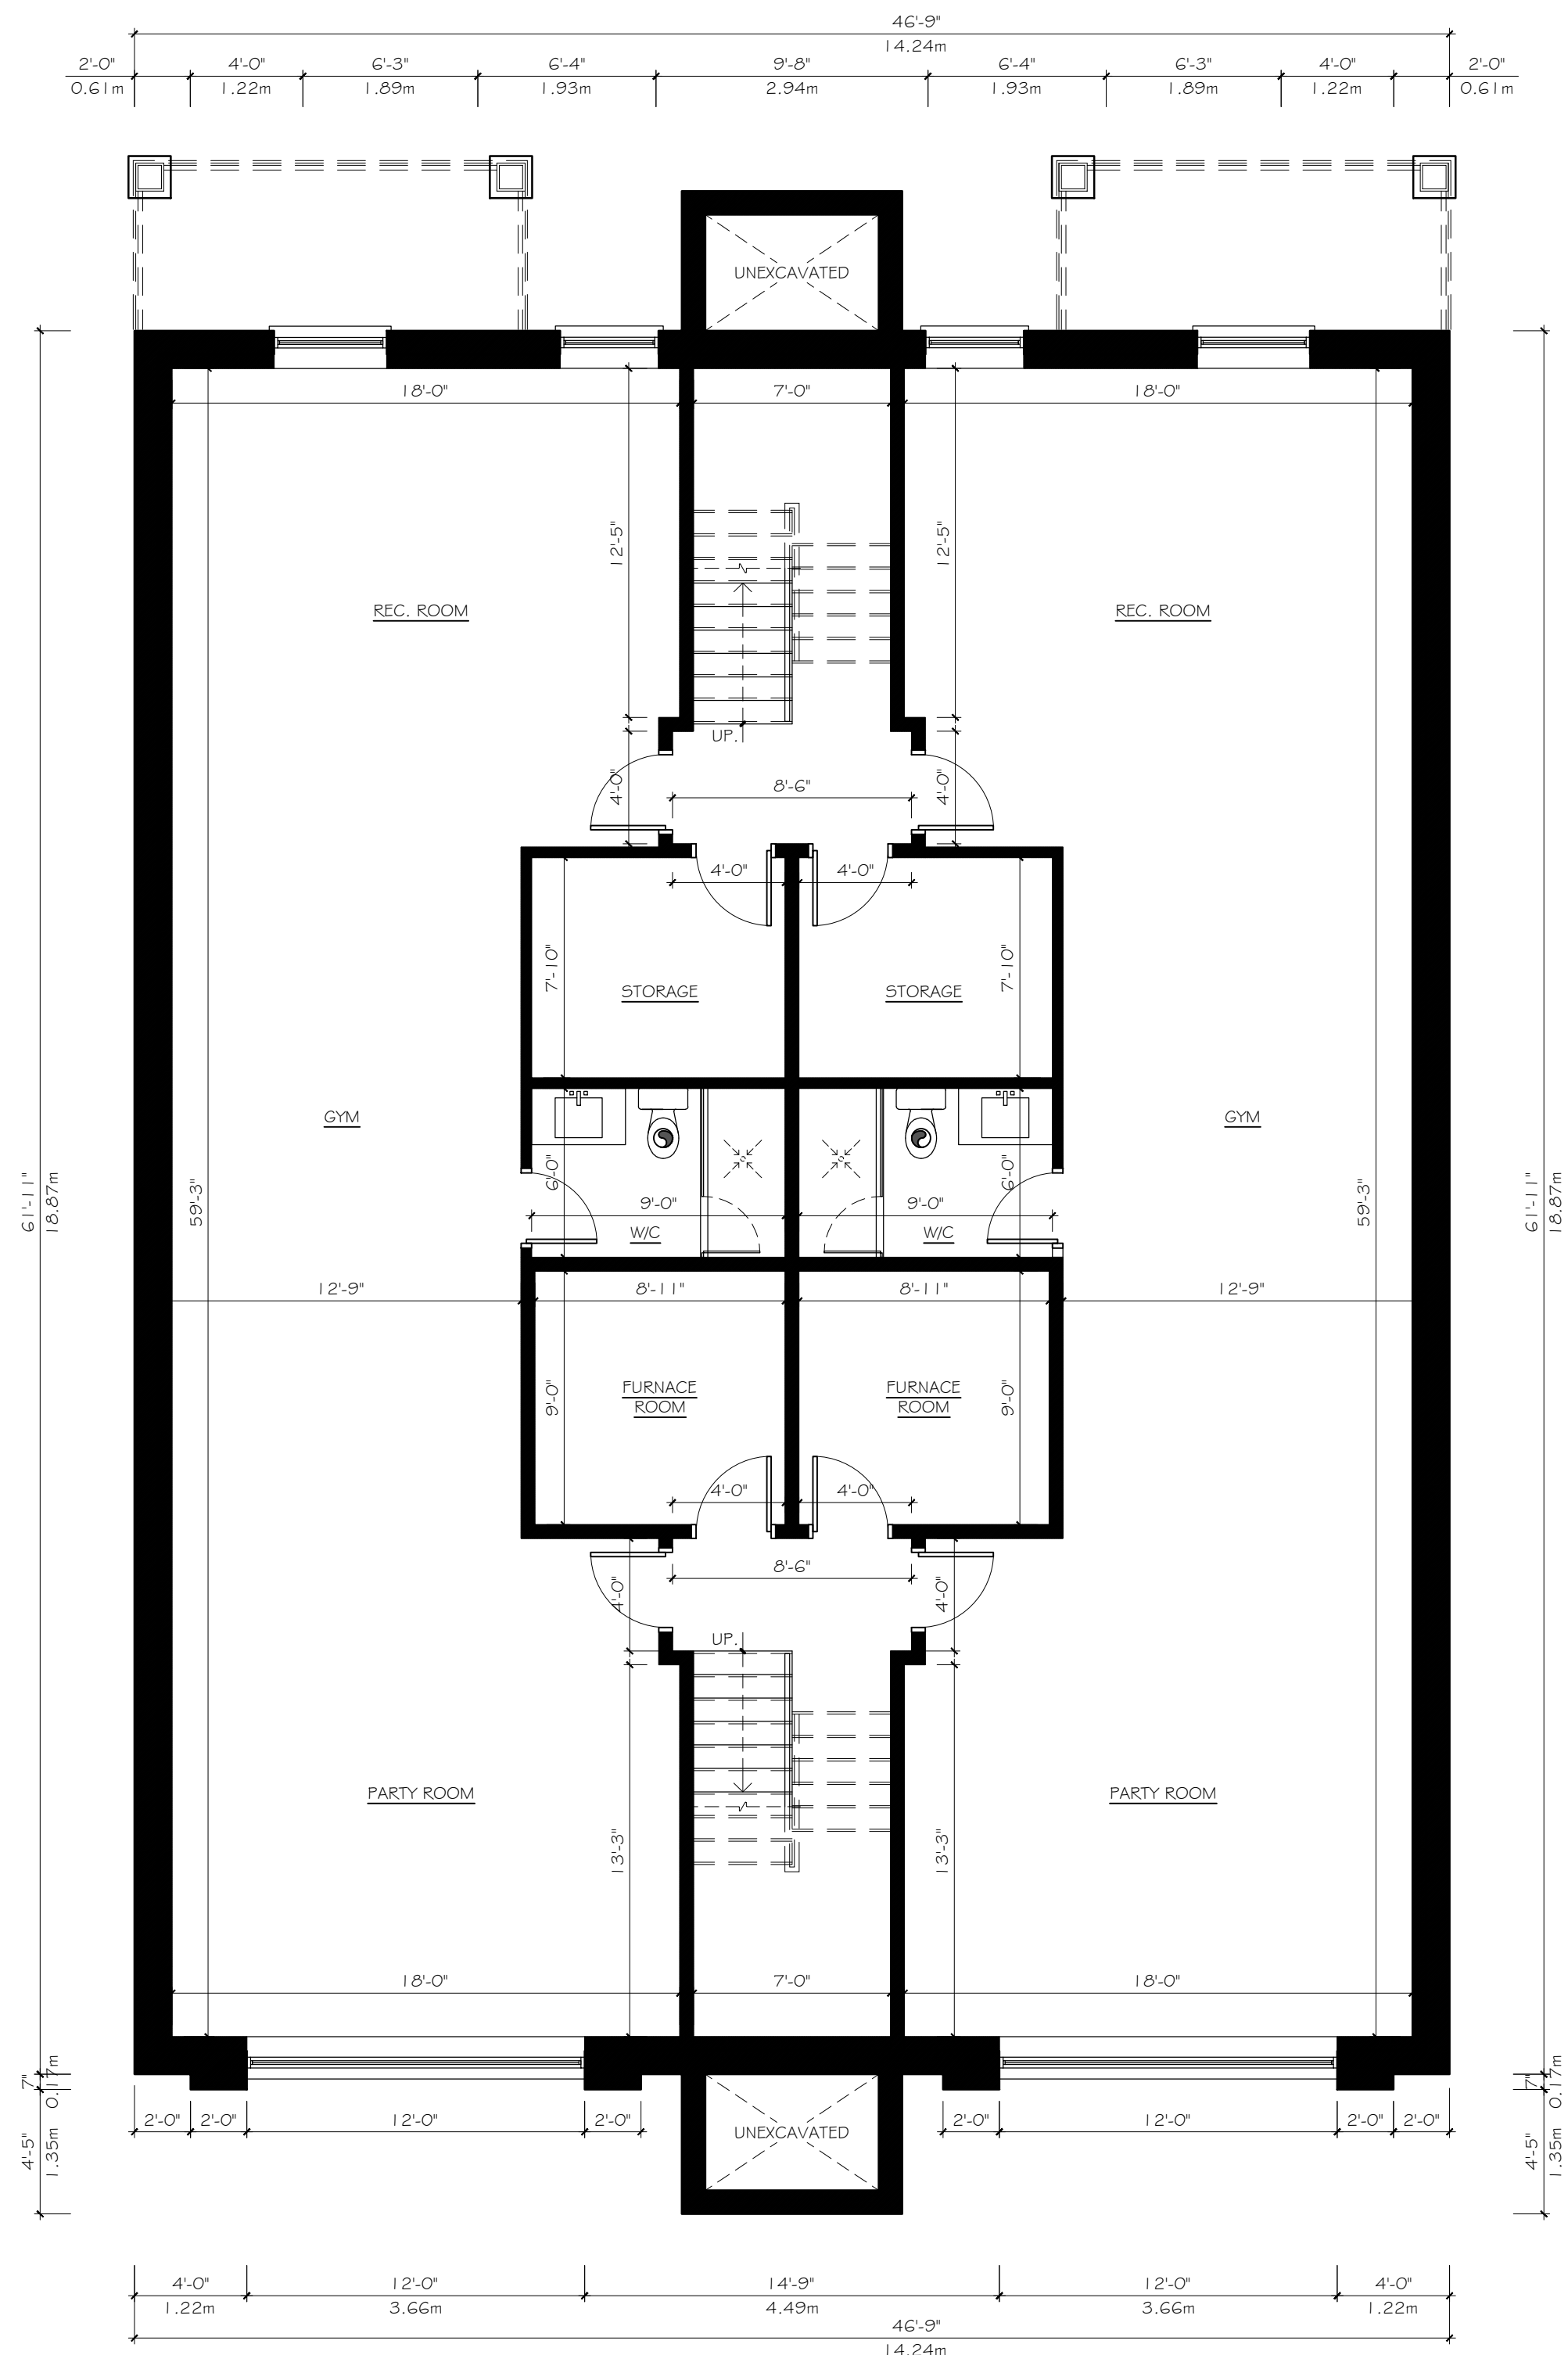 46'-9"
14.24m
2'-0" 4'-0" 6'-3" 6'-4" 9'-8" 6'-4" 6'-3" 4'-0" 2'-0"
0.61m 1.22m 1.89m 1.93m 2.94m 1.93m 1.89m 1.22m 0.61m
UNEXCAVATED
18'-0" 7'-0" 18'-0"
12'-5" 12'-5"
REC. ROOM REC. ROOM
UP.
4'-0" 8'-6" 4'-0"
4'-0" 4'-0"
7'-10" 7'-10"
STORAGE STORAGE
GYM GYM
6'-0" 6'-0"
61'-11" 18.87m 59'-3" 59'-3" 61'-11" 18.87m
9'-0" 9'-0"
W/C W/C
12'-9" 8'-11" 8'-11" 12'-9"
9'-0" 9'-0"
FURNACE FURNACE
ROOM ROOM
4'-0" 4'-0"
8'-6"
4'-0" 4'-0"
UP.
PARTY ROOM PARTY ROOM
13'-3" 13'-3"
18'-0" 7'-0" 18'-0"
7" 0.17m 7" 0.17m
2'-0" 2'-0" 12'-0" 2'-0" 2'-0" 12'-0" 2'-0" 2'-0"
UNEXCAVATED
4'-5" 1.35m 4'-5" 1.35m
4'-0" 12'-0" 14'-9" 12'-0" 4'-0"
1.22m 3.66m 4.49m 3.66m 1.22m
46'-9"
14.24m